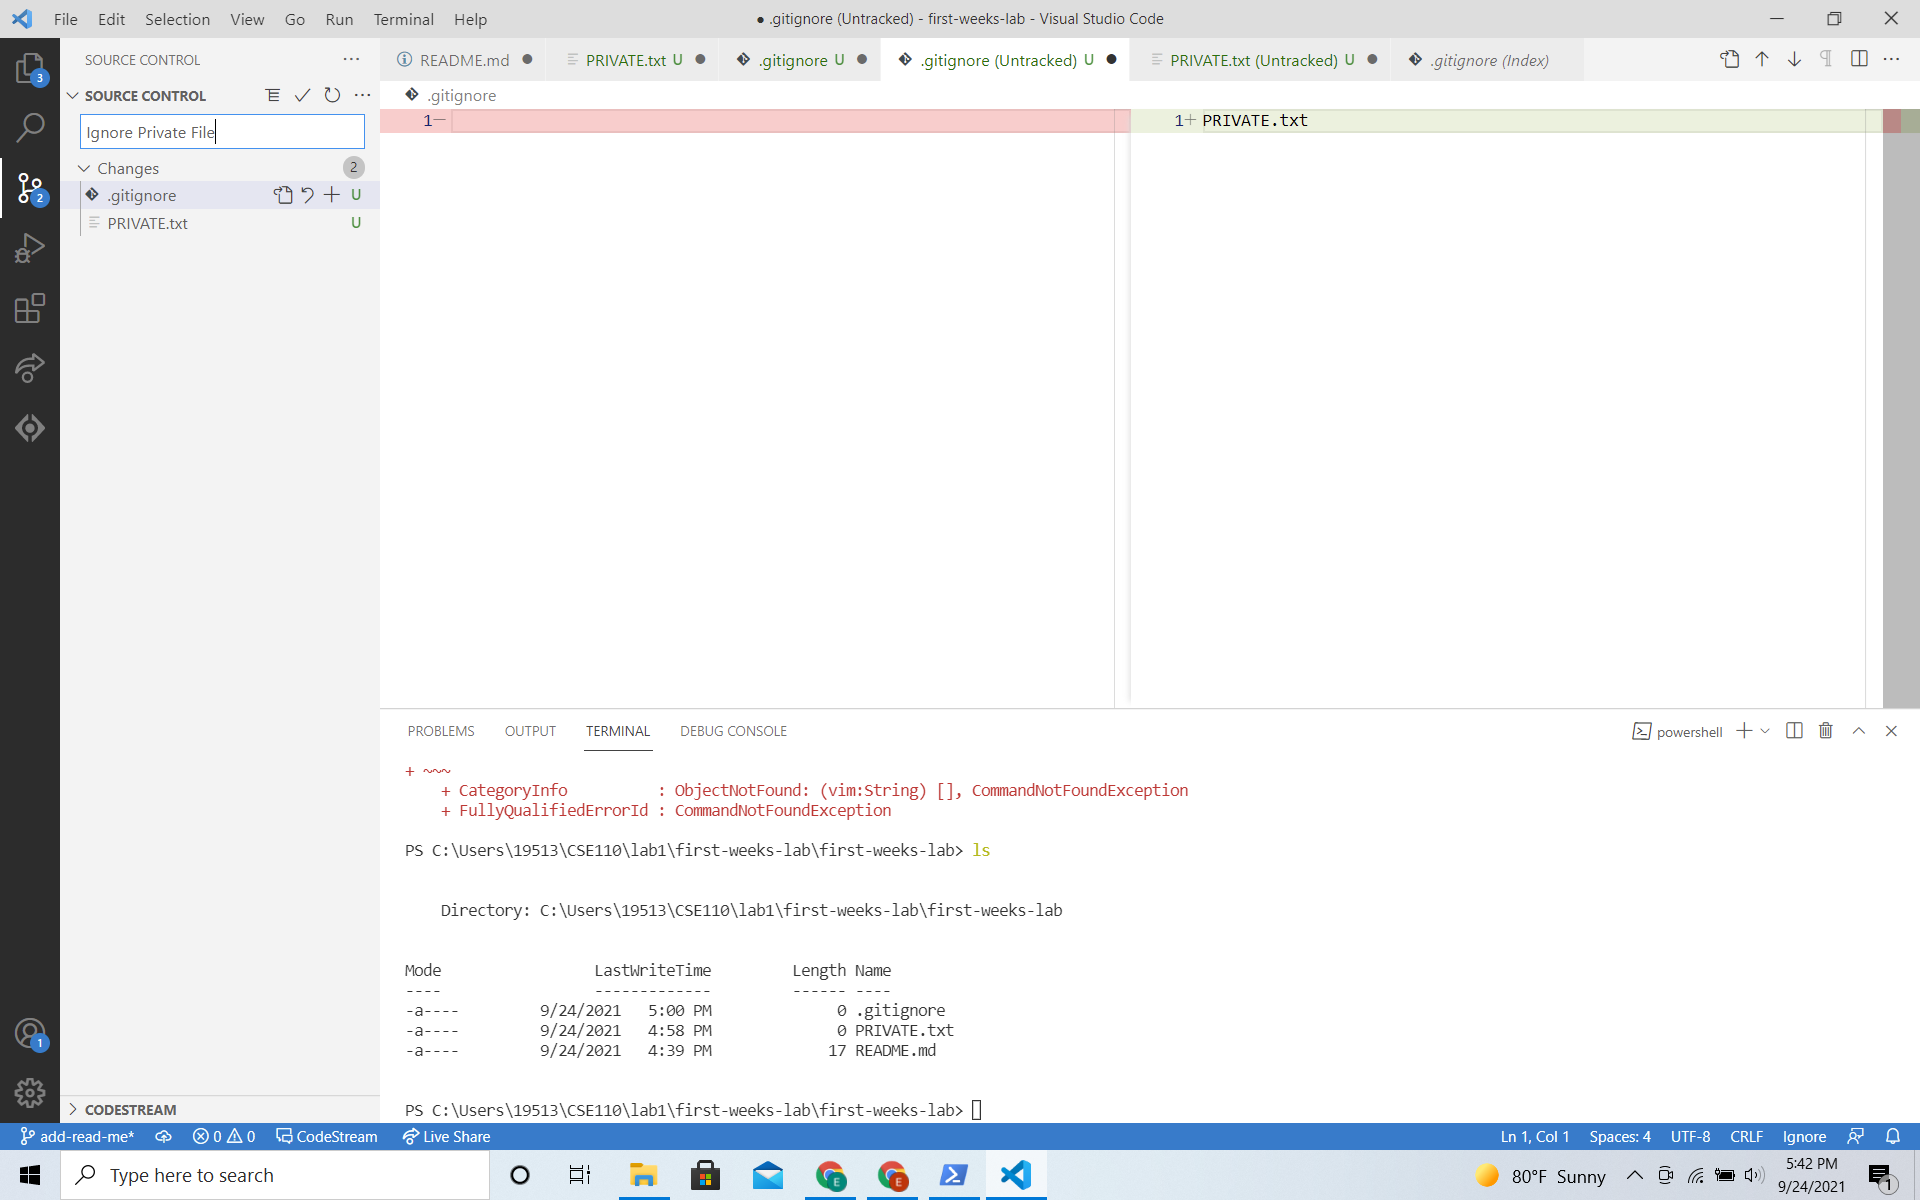 File Edit Selection View Go Run Terminal Help
● .gitignore (Untracked) - first-weeks-lab - Visual Studio Code
SOURCE CONTROL
README.md
PRIVATE.txt U
.gitignore U
.gitignore (Untracked) U
PRIVATE.txt (Untracked) U
.gitignore (Index)
SOURCE CONTROL
Ignore Private File
Changes 2
.gitignore U
PRIVATE.txt U
3
2
1
.gitignore
1−
1+ PRIVATE.txt
PROBLEMS OUTPUT TERMINAL DEBUG CONSOLE
powershell
+ ~~~
+ CategoryInfo : ObjectNotFound: (vim:String) [], CommandNotFoundException
+ FullyQualifiedErrorId : CommandNotFoundException
PS C:\Users\19513\CSE110\lab1\first-weeks-lab\first-weeks-lab> ls
Directory: C:\Users\19513\CSE110\lab1\first-weeks-lab\first-weeks-lab
Mode LastWriteTime Length Name
---- ------------- ------ ----
-a---- 9/24/2021 5:00 PM 0 .gitignore
-a---- 9/24/2021 4:58 PM 0 PRIVATE.txt
-a---- 9/24/2021 4:39 PM 17 README.md
PS C:\Users\19513\CSE110\lab1\first-weeks-lab\first-weeks-lab>
CODESTREAM
add-read-me* 0 0 CodeStream Live Share
Ln 1, Col 1 Spaces: 4 UTF-8 CRLF Ignore
Type here to search
E
E
80°F Sunny
5:42 PM
9/24/2021
1